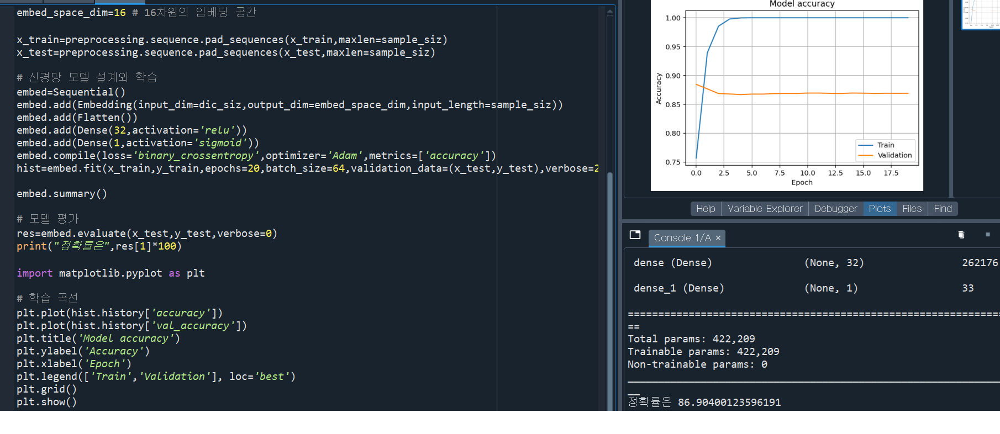 embed_space_dim=16 # 16차원의 임베딩 공간
x_train=preprocessing.sequence.pad_sequences(x_train,maxlen=sample_siz)
x_test=preprocessing.sequence.pad_sequences(x_test,maxlen=sample_siz)
# 신경망 모델 설계와 학습
embed=Sequential()
embed.add(Embedding(input_dim=dic_siz,output_dim=embed_space_dim,input_length=sample_siz))
embed.add(Flatten())
embed.add(Dense(32,activation='relu'))
embed.add(Dense(1,activation='sigmoid'))
embed.compile(loss='binary_crossentropy',optimizer='Adam',metrics=['accuracy'])
hist=embed.fit(x_train,y_train,epochs=20,batch_size=64,validation_data=(x_test,y_test),verbose=2
embed.summary()
# 모델 평가
res=embed.evaluate(x_test,y_test,verbose=0)
print("정확률은",res[1]*100)
import matplotlib.pyplot as plt
# 학습 곡선
plt.plot(hist.history['accuracy'])
plt.plot(hist.history['val_accuracy'])
plt.title('Model accuracy')
plt.ylabel('Accuracy')
plt.xlabel('Epoch')
plt.legend(['Train','Validation'], loc='best')
plt.grid()
plt.show()
Model accuracy
1.00
0.95
0.90
0.85
0.80
0.75
Accuracy
Train
Validation
0.0 2.5 5.0 7.5 10.0 12.5 15.0 17.5
Epoch
Help Variable Explorer Debugger Plots Files Find
Console 1/A ×
dense (Dense) (None, 32) 262176
dense_1 (Dense) (None, 1) 33
==============================================================
==
Total params: 422,209
Trainable params: 422,209
Non-trainable params: 0
정확률은 86.90400123596191